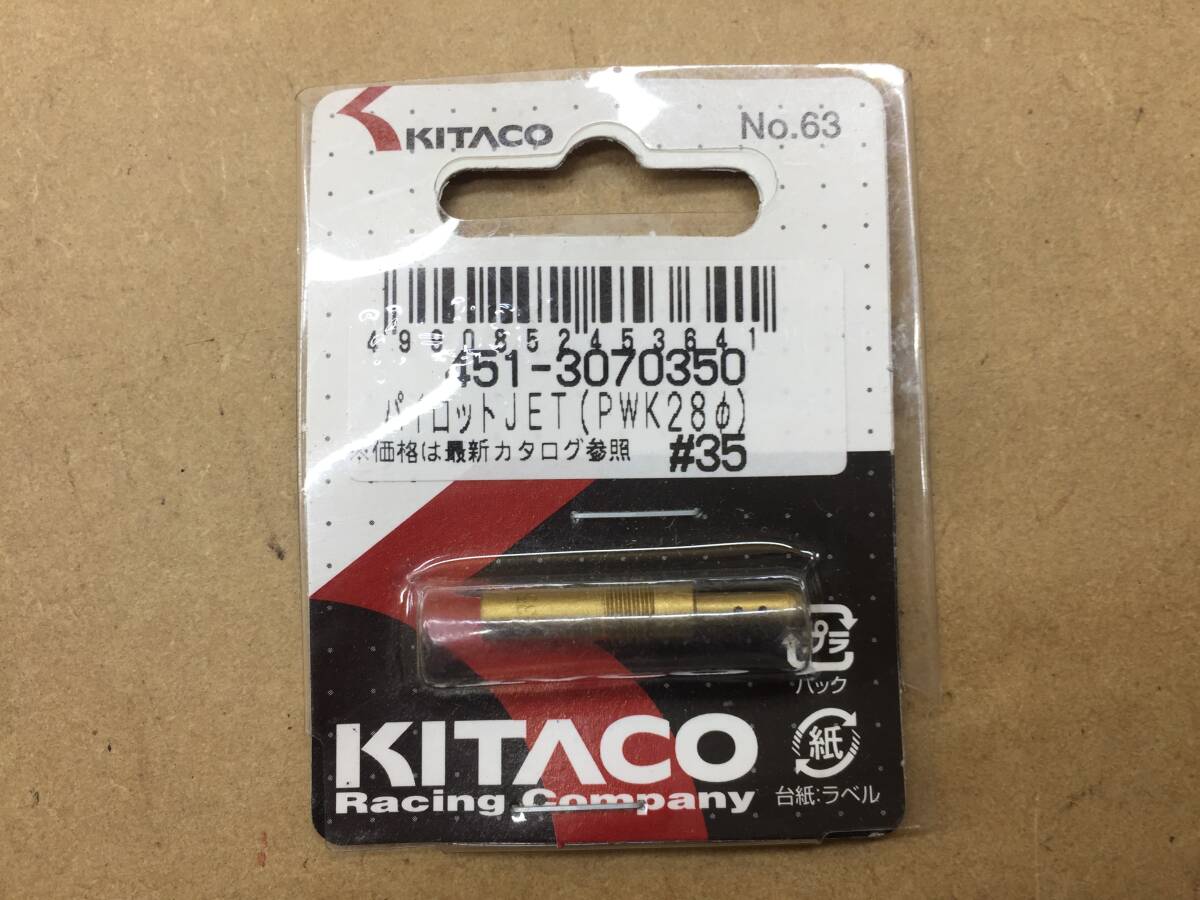 KITACO
No.63
4990852453641
451-3070350
パイロットJET(PWK28φ)
本価格は最新カタログ参照 #35
プラ
パック
KITACO
Racing Company
紙
台紙:ラベル